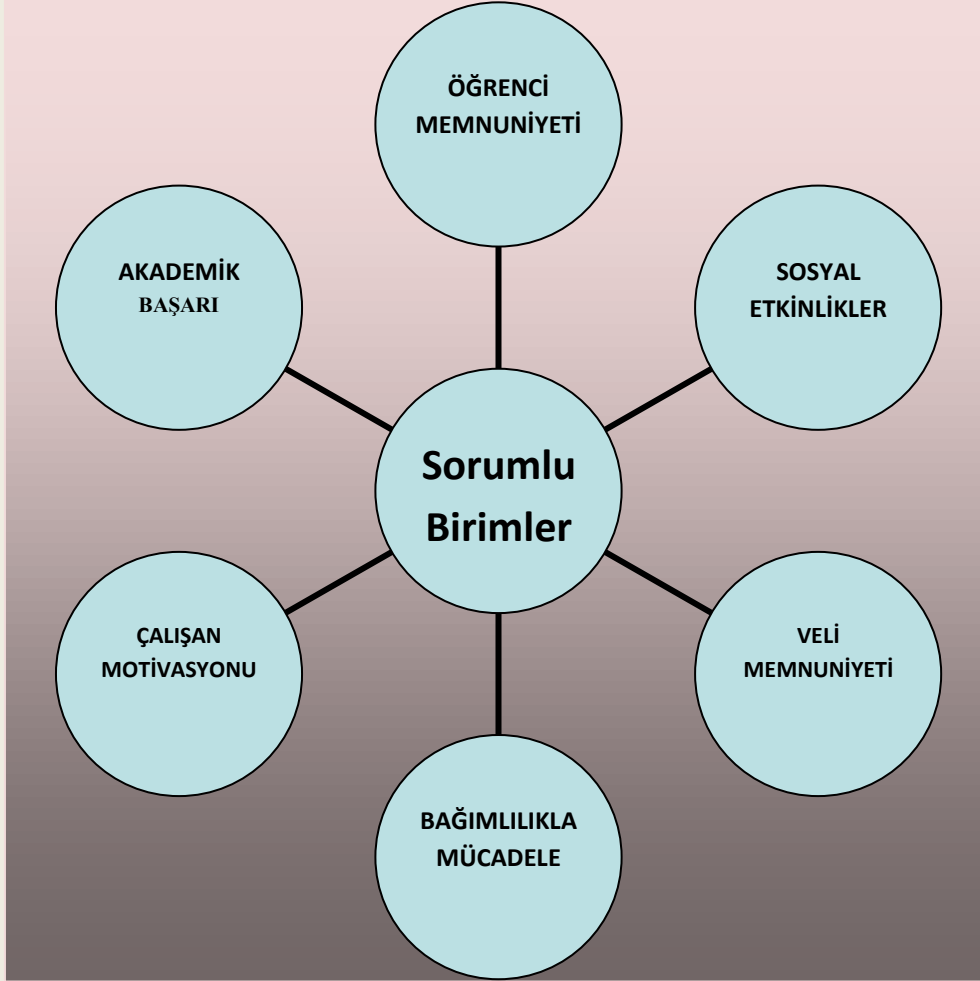 ÖĞRENCİ
MEMNUNİYETİ
AKADEMİK
BAŞARI
SOSYAL
ETKİNLİKLER
Sorumlu
Birimler
ÇALIŞAN
MOTİVASYONU
VELİ
MEMNUNİYETİ
BAĞIMLILIKLA
MÜCADELE